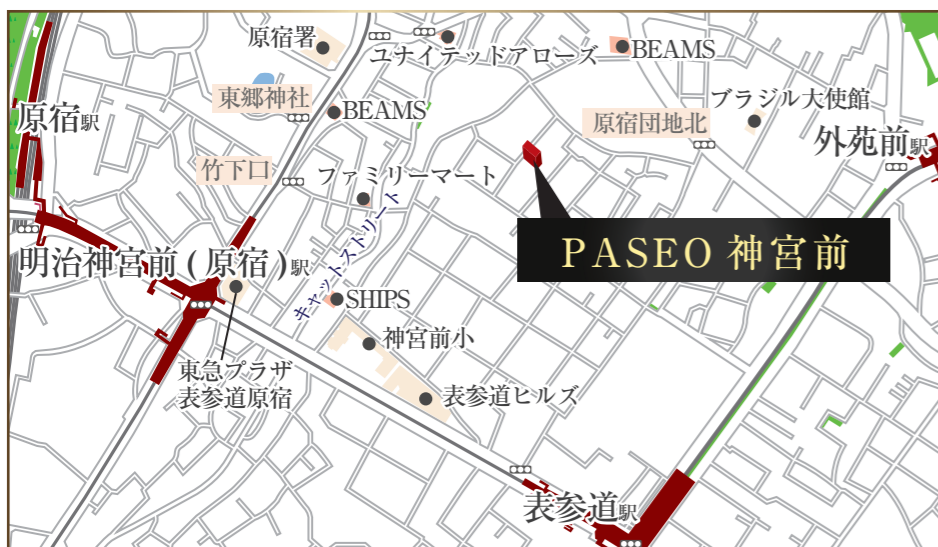 原宿署
ユナイテッドアローズ
BEAMS
東郷神社
BEAMS
ブラジル大使館
原宿団地北
原宿駅
外苑前駅
竹下口
ファミリーマート
キャットストリート
PASEO 神宮前
明治神宮前 ( 原宿 )駅
SHIPS
神宮前小
東急プラザ
表参道原宿
表参道ヒルズ
表参道駅